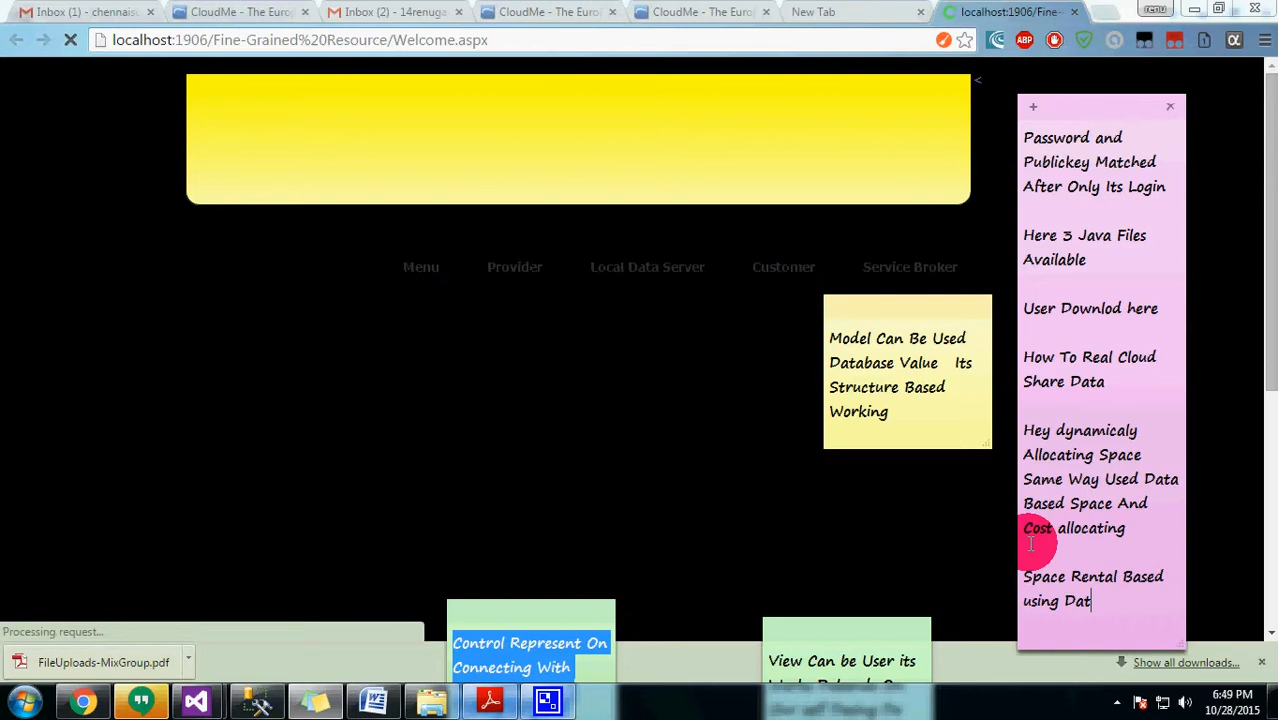 Inbox (1) - chennaisu
CloudMe - The Europ
Inbox (2) - 14renuga
CloudMe - The Europ
CloudMe - The Europ
New Tab
localhost:1906/Fine-
renu
localhost:1906/Fine-Grained%20Resource/Welcome.aspx
ABP
<
Menu Provider Local Data Server Customer Service Broker
Password and
Publickey Matched
After Only Its Login
Here 3 Java Files
Available
User Downlod here
How To Real Cloud
Share Data
Hey dynamicaly
Allocating Space
Same Way Used Data
Based Space And
Cost allocating
Space Rental Based
using Dat
Model Can Be Used
Database Value Its
Structure Based
Working
Control Represent On
Connecting With
View Can be User its
Processing request...
FileUploads-MixGroup.pdf
Show all downloads...
6:49 PM
10/28/2015